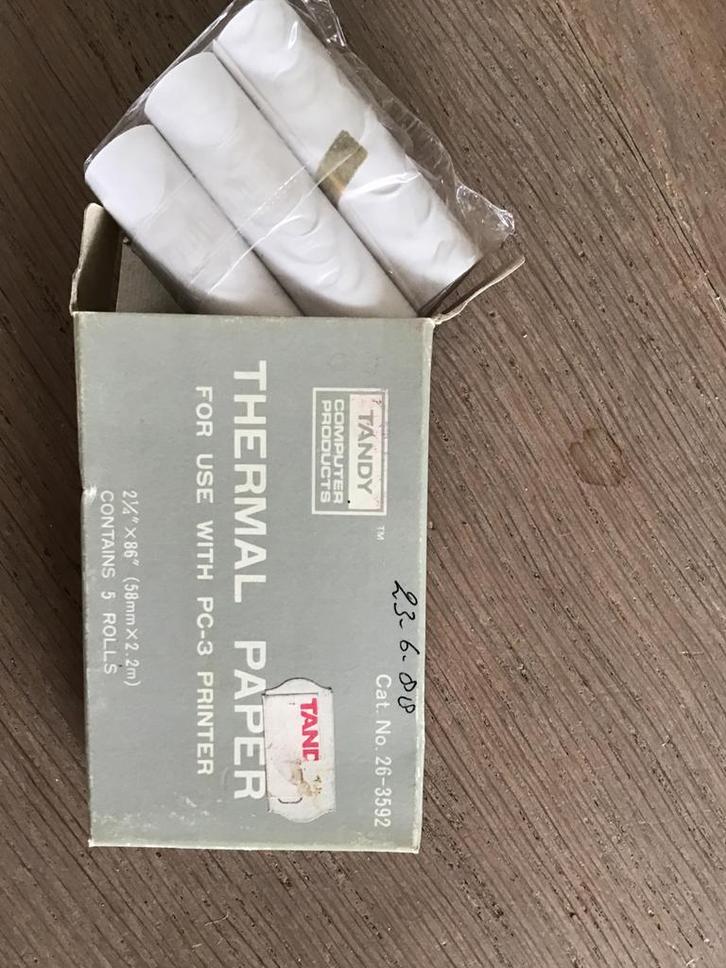 23-6-88
Cat. No. 26-3592
TANDY
COMPUTER
PRODUCTS
TM
TAND
THERMAL PAPER
FOR USE WITH PC-3 PRINTER
2¼" X 86" (58mm X 2.2m)
CONTAINS 5 ROLLS